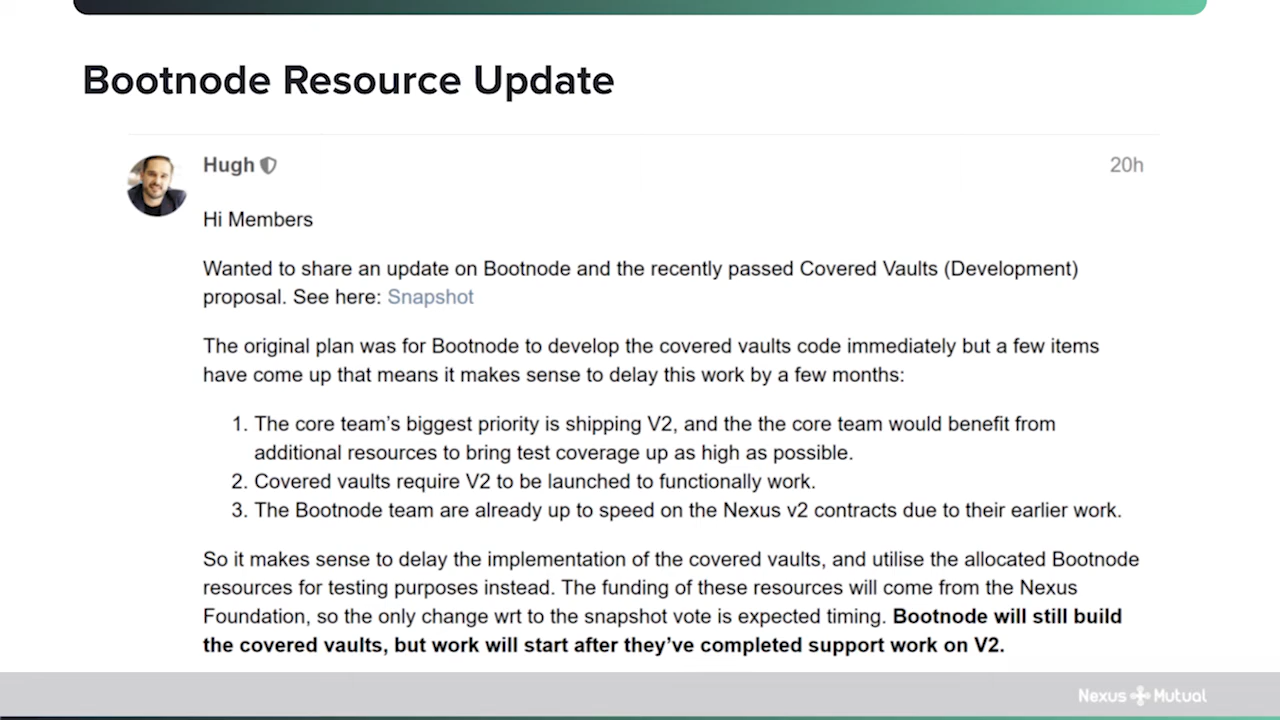 Bootnode Resource Update
Hugh
20h
Hi Members
Wanted to share an update on Bootnode and the recently passed Covered Vaults (Development)
proposal. See here: Snapshot
The original plan was for Bootnode to develop the covered vaults code immediately but a few items
have come up that means it makes sense to delay this work by a few months:
1. The core team's biggest priority is shipping V2, and the the core team would benefit from
additional resources to bring test coverage up as high as possible.
2. Covered vaults require V2 to be launched to functionally work.
3. The Bootnode team are already up to speed on the Nexus v2 contracts due to their earlier work.
So it makes sense to delay the implementation of the covered vaults, and utilise the allocated Bootnode
resources for testing purposes instead. The funding of these resources will come from the Nexus
Foundation, so the only change wrt to the snapshot vote is expected timing. Bootnode will still build
the covered vaults, but work will start after they've completed support work on V2.
Nexus Mutual